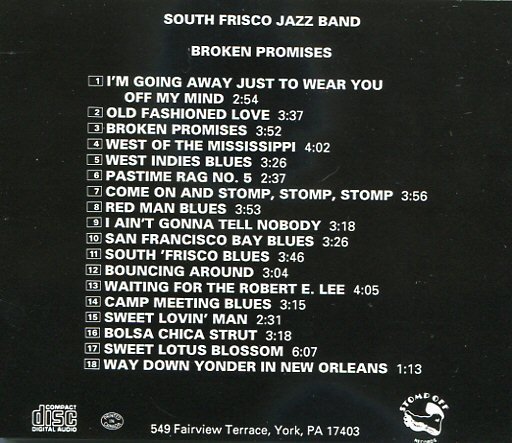 SOUTH FRISCO JAZZ BAND
BROKEN PROMISES
1 I'M GOING AWAY JUST TO WEAR YOU
OFF MY MIND 2:54
2 OLD FASHIONED LOVE 3:37
3 BROKEN PROMISES 3:52
4 WEST OF THE MISSISSIPPI 4:02
5 WEST INDIES BLUES 3:26
6 PASTIME RAG NO. 5 2:37
7 COME ON AND STOMP, STOMP, STOMP 3:56
8 RED MAN BLUES 3:53
9 I AIN'T GONNA TELL NOBODY 3:18
10 SAN FRANCISCO BAY BLUES 3:26
11 SOUTH 'FRISCO BLUES 3:46
12 BOUNCING AROUND 3:04
13 WAITING FOR THE ROBERT E. LEE 4:05
14 CAMP MEETING BLUES 3:15
15 SWEET LOVIN' MAN 2:31
16 BOLSA CHICA STRUT 3:18
17 SWEET LOTUS BLOSSOM 6:07
18 WAY DOWN YONDER IN NEW ORLEANS 1:13
COMPACT
disc
DIGITAL AUDIO
STOMP OFF
RECORDS
549 Fairview Terrace, York, PA 17403